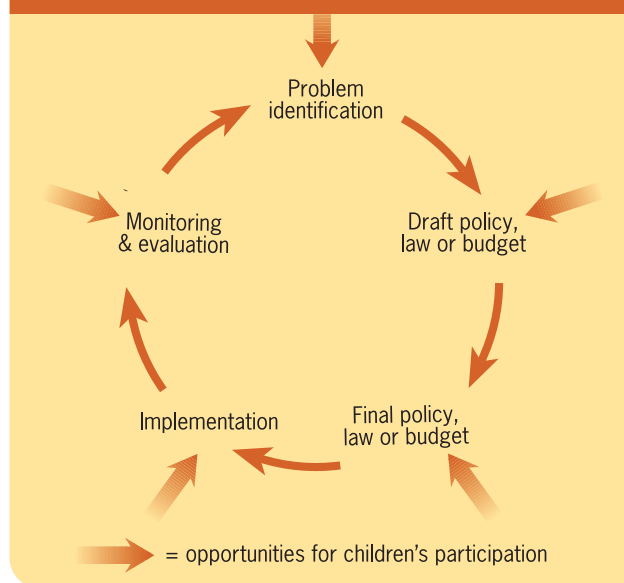 Problem
identification
Draft policy,
law or budget
Final policy,
law or budget
Implementation
Monitoring
& evaluation
= opportunities for children's participation